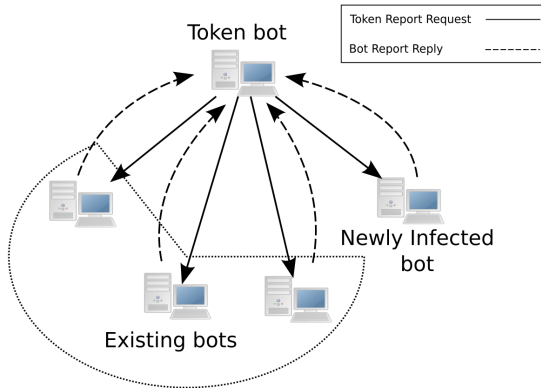 Token bot
Token Report Request
Bot Report Reply
Newly Infected
bot
Existing bots